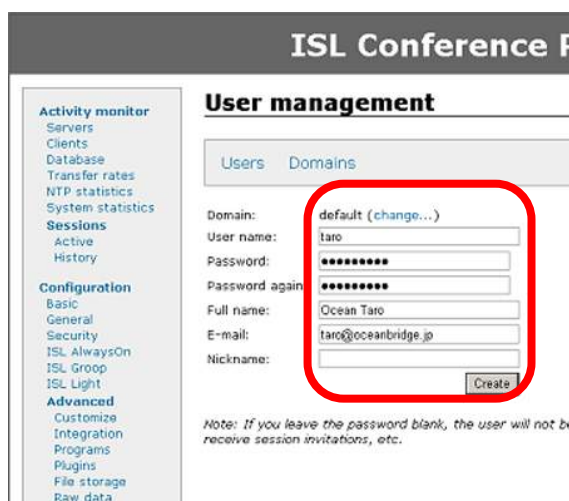 ISL Conference P
Activity monitor
Servers
Clients
Database
Transfer rates
NTP statistics
System statistics
Sessions
Active
History
Configuration
Basic
General
Security
ISL AlwaysOn
ISL Groop
ISL Light
Advanced
Customize
Integration
Programs
Plugins
File storage
Raw data
User management
Users Domains
Domain: default (change...)
User name: taro
Password: •••••••••
Password again •••••••••
Full name: Ocean Taro
E-mail: taro@oceanbridge.jp
Nickname:
Create
Note: If you leave the password blank, the user will not be
receive session invitations, etc.